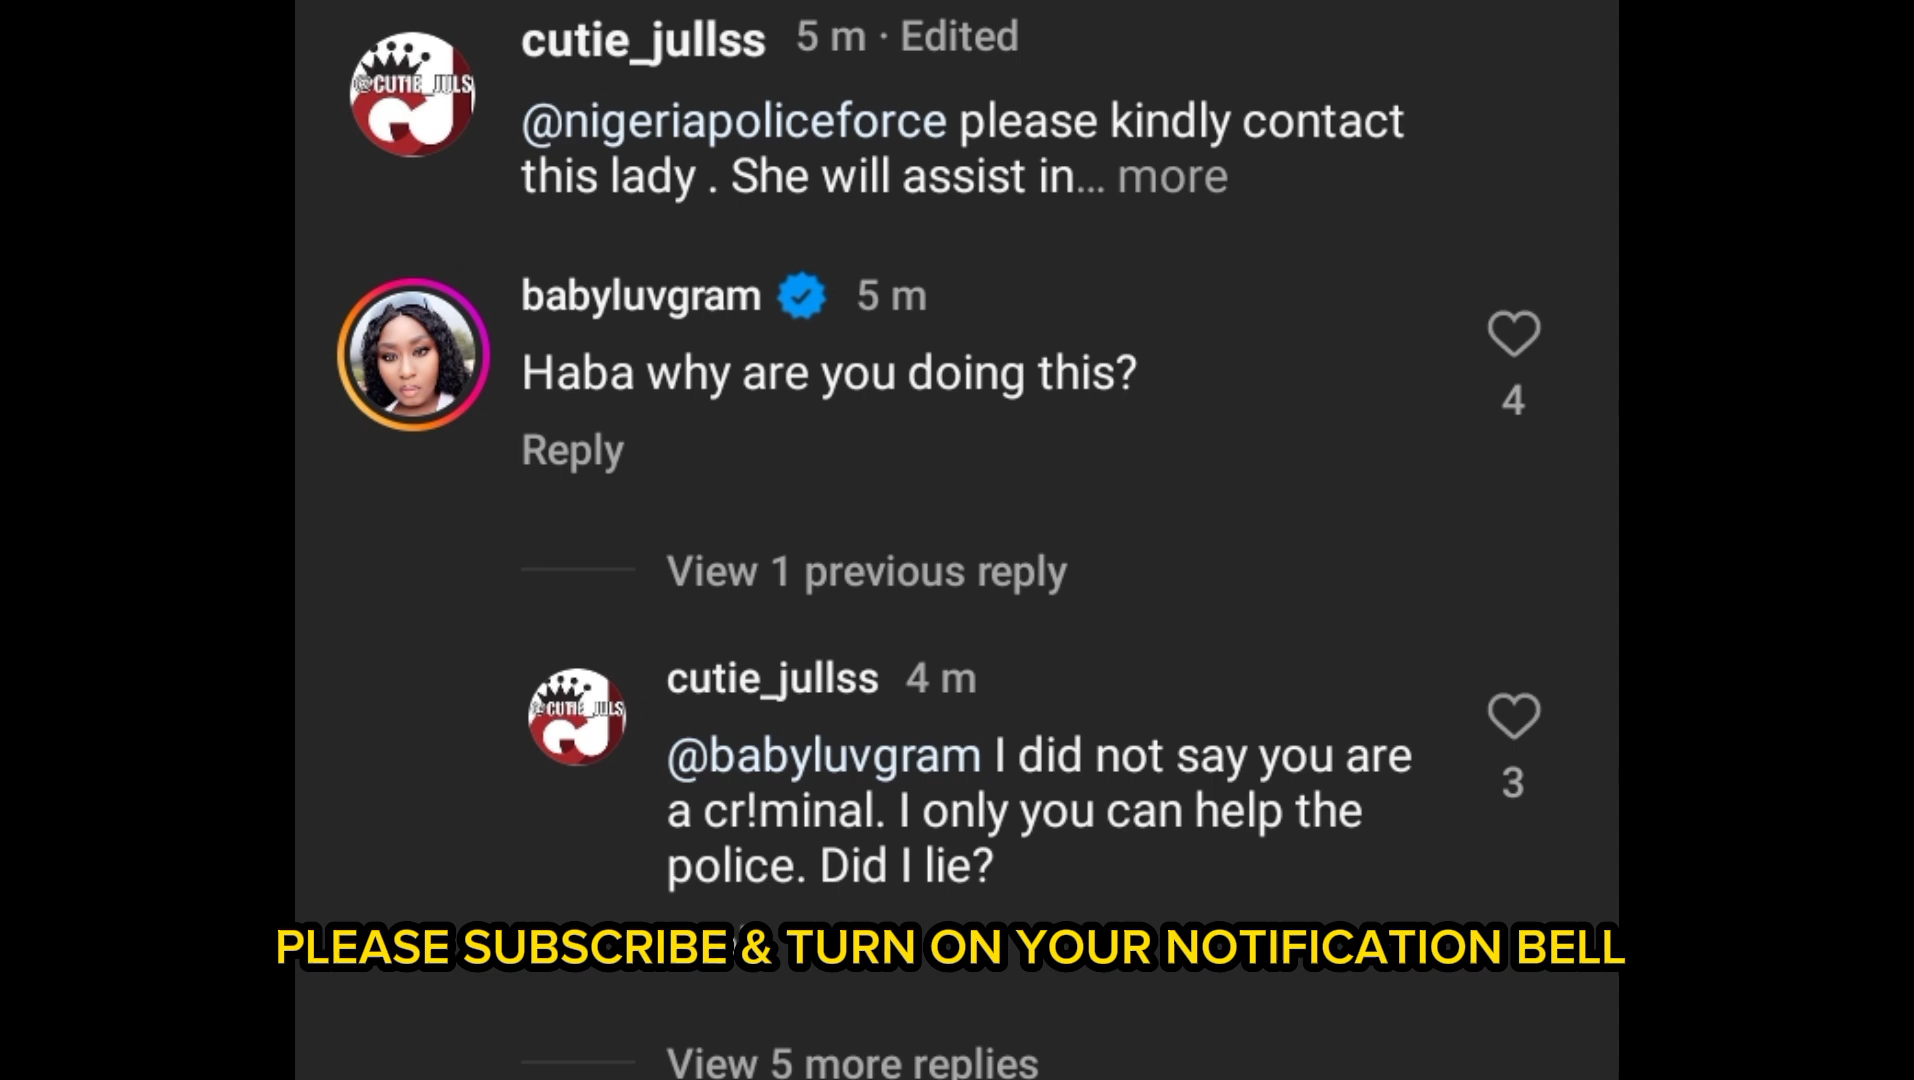 cutie_jullss 5 m · Edited
@CUTIE_JULS
@nigeriapoliceforce please kindly contact
this lady . She will assist in... more
babyluvgram 5 m
Haba why are you doing this?
4
Reply
View 1 previous reply
cutie_jullss 4 m
@CUTIE_JULS
@babyluvgram I did not say you are
a cr!minal. I only you can help the
police. Did I lie?
3
PLEASE SUBSCRIBE & TURN ON YOUR NOTIFICATION BELL
View 5 more replies